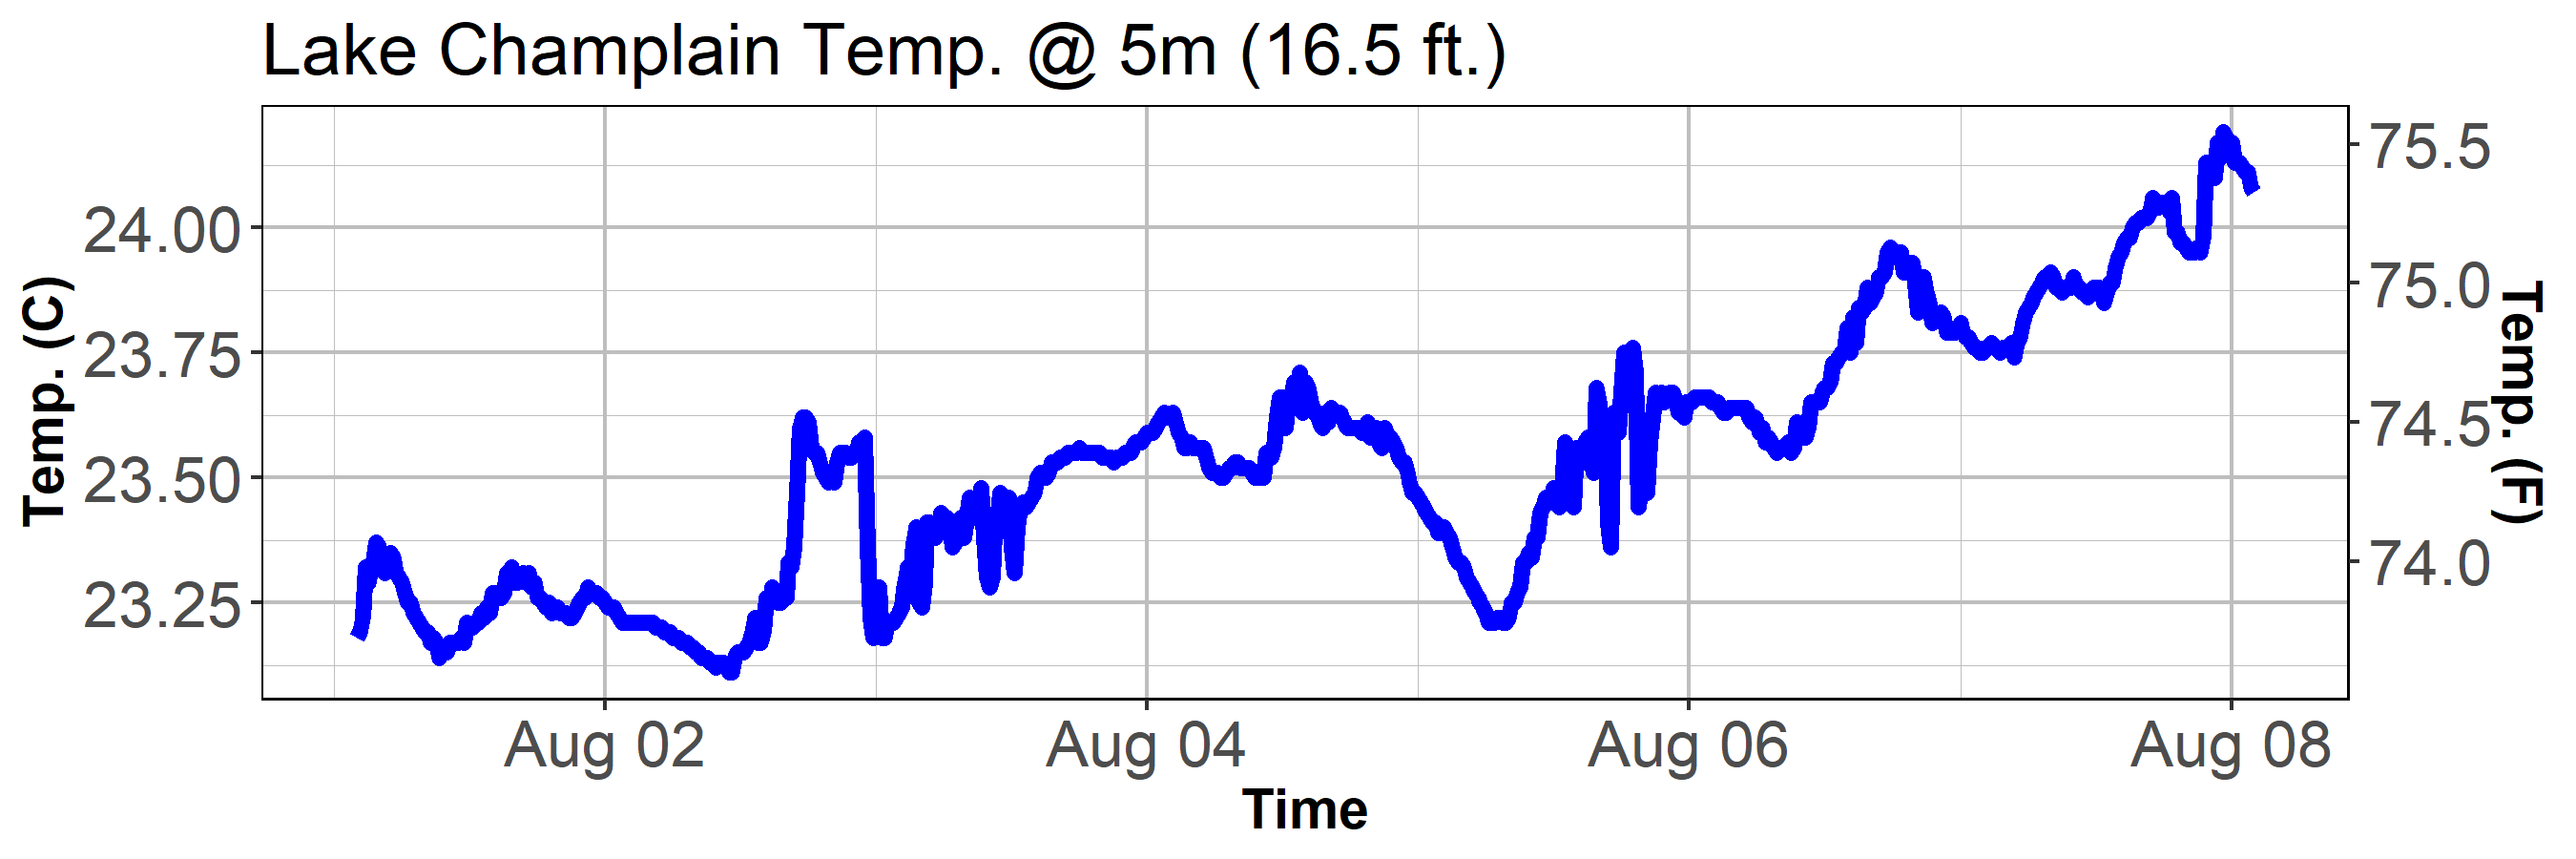 Lake Champlain Temp. @ 5m (16.5 ft.)
Temp. (C)
24.00
23.75
23.50
23.25
75.5
75.0
74.5
74.0
Temp. (F)
Aug 02 Aug 04 Aug 06 Aug 08
Time